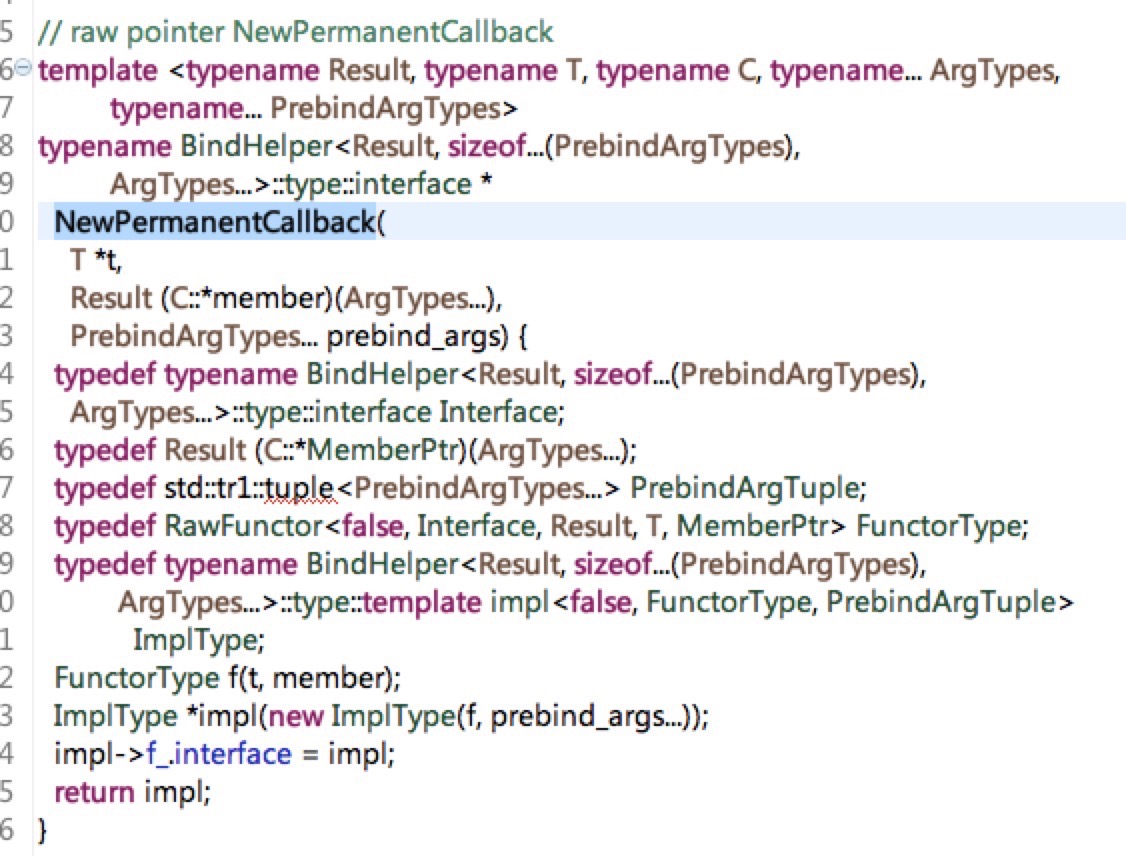 5 // raw pointer NewPermanentCallback
6 template <typename Result, typename T, typename C, typename... ArgTypes,
7 typename... PrebindArgTypes>
8 typename BindHelper<Result, sizeof...(PrebindArgTypes),
9 ArgTypes...>::type::interface *
0 NewPermanentCallback(
1 T *t,
2 Result (C::*member)(ArgTypes...),
3 PrebindArgTypes... prebind_args) {
4 typedef typename BindHelper<Result, sizeof...(PrebindArgTypes),
5 ArgTypes...>::type::interface Interface;
6 typedef Result (C::*MemberPtr)(ArgTypes...);
7 typedef std::tr1::tuple<PrebindArgTypes...> PrebindArgTuple;
8 typedef RawFunctor<false, Interface, Result, T, MemberPtr> FunctorType;
9 typedef typename BindHelper<Result, sizeof...(PrebindArgTypes),
0 ArgTypes...>::type::template impl<false, FunctorType, PrebindArgTuple>
1 ImplType;
2 FunctorType f(t, member);
3 ImplType *impl(new ImplType(f, prebind_args...));
4 impl->f_.interface = impl;
5 return impl;
6 }